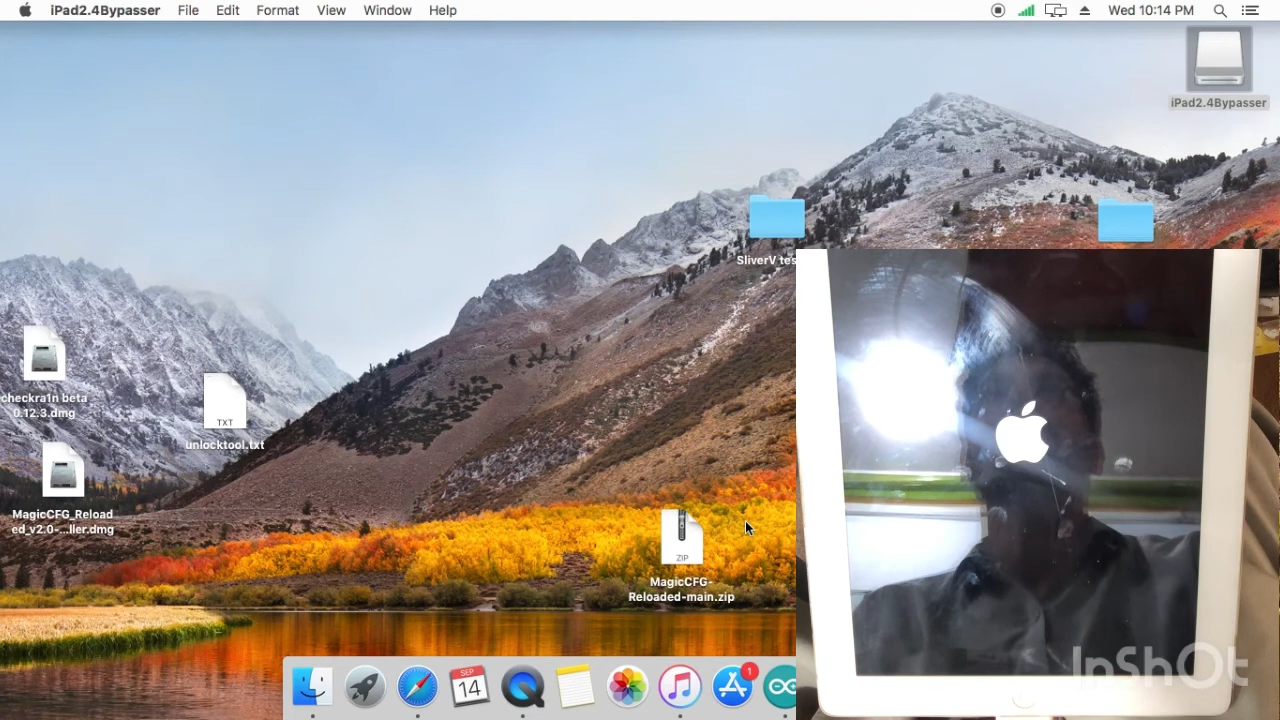 iPad2.4Bypasser File Edit Format View Window Help Wed 10:14 PM
iPad2.4Bypasser
SliverV tes
checkra1n beta
0.12.3.dmg
TXT
unlocktool.txt
MagicCFG_Reload
ed_v2.0-...ller.dmg
ZIP
MagicCFG-
Reloaded-main.zip
SEP
14
1
InShOt